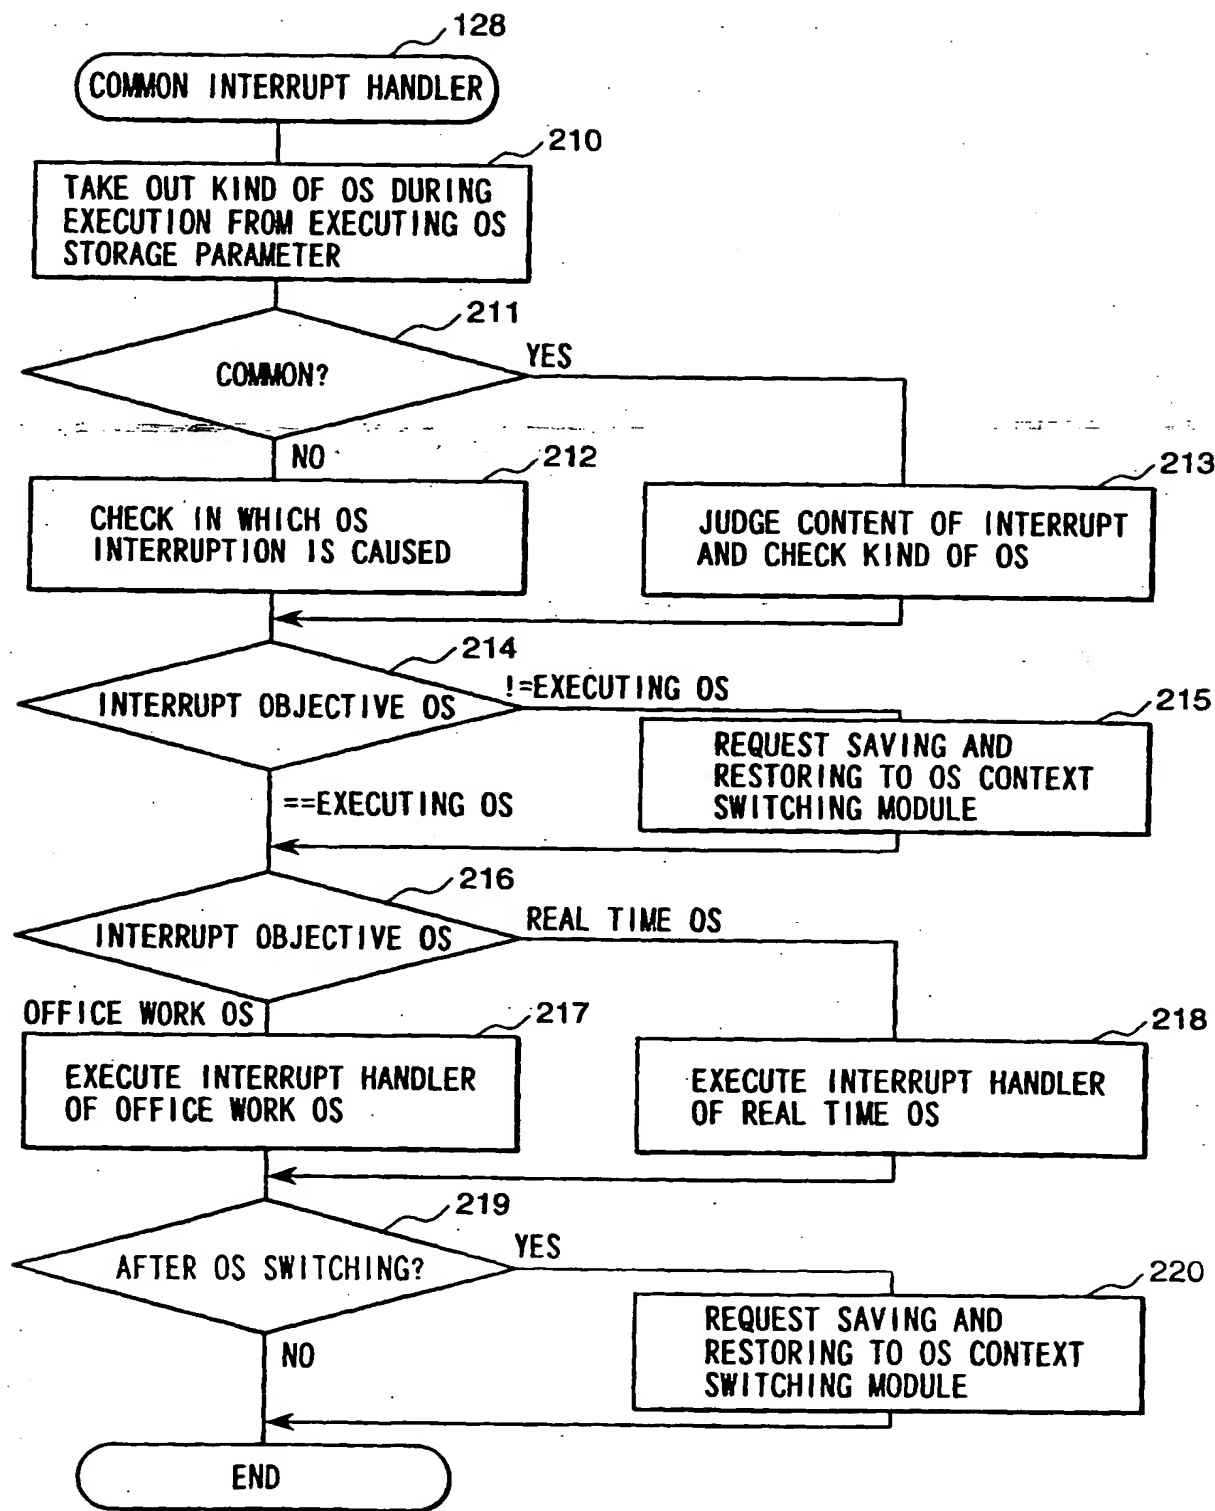 128
COMMON INTERRUPT HANDLER
210
TAKE OUT KIND OF OS DURING
EXECUTION FROM EXECUTING OS
STORAGE PARAMETER
211
COMMON?
YES
NO
212
CHECK IN WHICH OS
INTERRUPTION IS CAUSED
213
JUDGE CONTENT OF INTERRUPT
AND CHECK KIND OF OS
214
INTERRUPT OBJECTIVE OS
!=EXECUTING OS
215
REQUEST SAVING AND
RESTORING TO OS CONTEXT
SWITCHING MODULE
==EXECUTING OS
216
INTERRUPT OBJECTIVE OS
REAL TIME OS
OFFICE WORK OS
217
EXECUTE INTERRUPT HANDLER
OF OFFICE WORK OS
218
EXECUTE INTERRUPT HANDLER
OF REAL TIME OS
219
AFTER OS SWITCHING?
YES
220
REQUEST SAVING AND
RESTORING TO OS CONTEXT
SWITCHING MODULE
NO
END